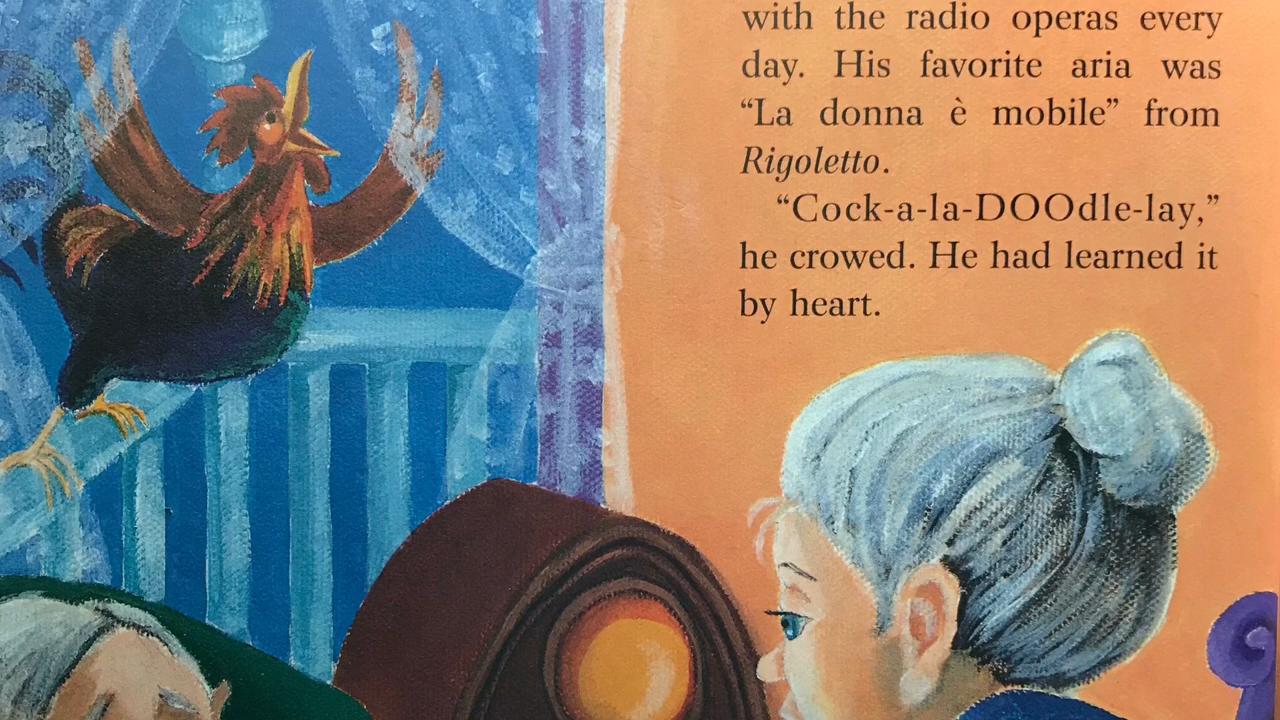 with the radio operas every
day. His favorite aria was
“La donna è mobile” from
Rigoletto.
“Cock-a-la-DOOdle-lay,”
he crowed. He had learned it
by heart.